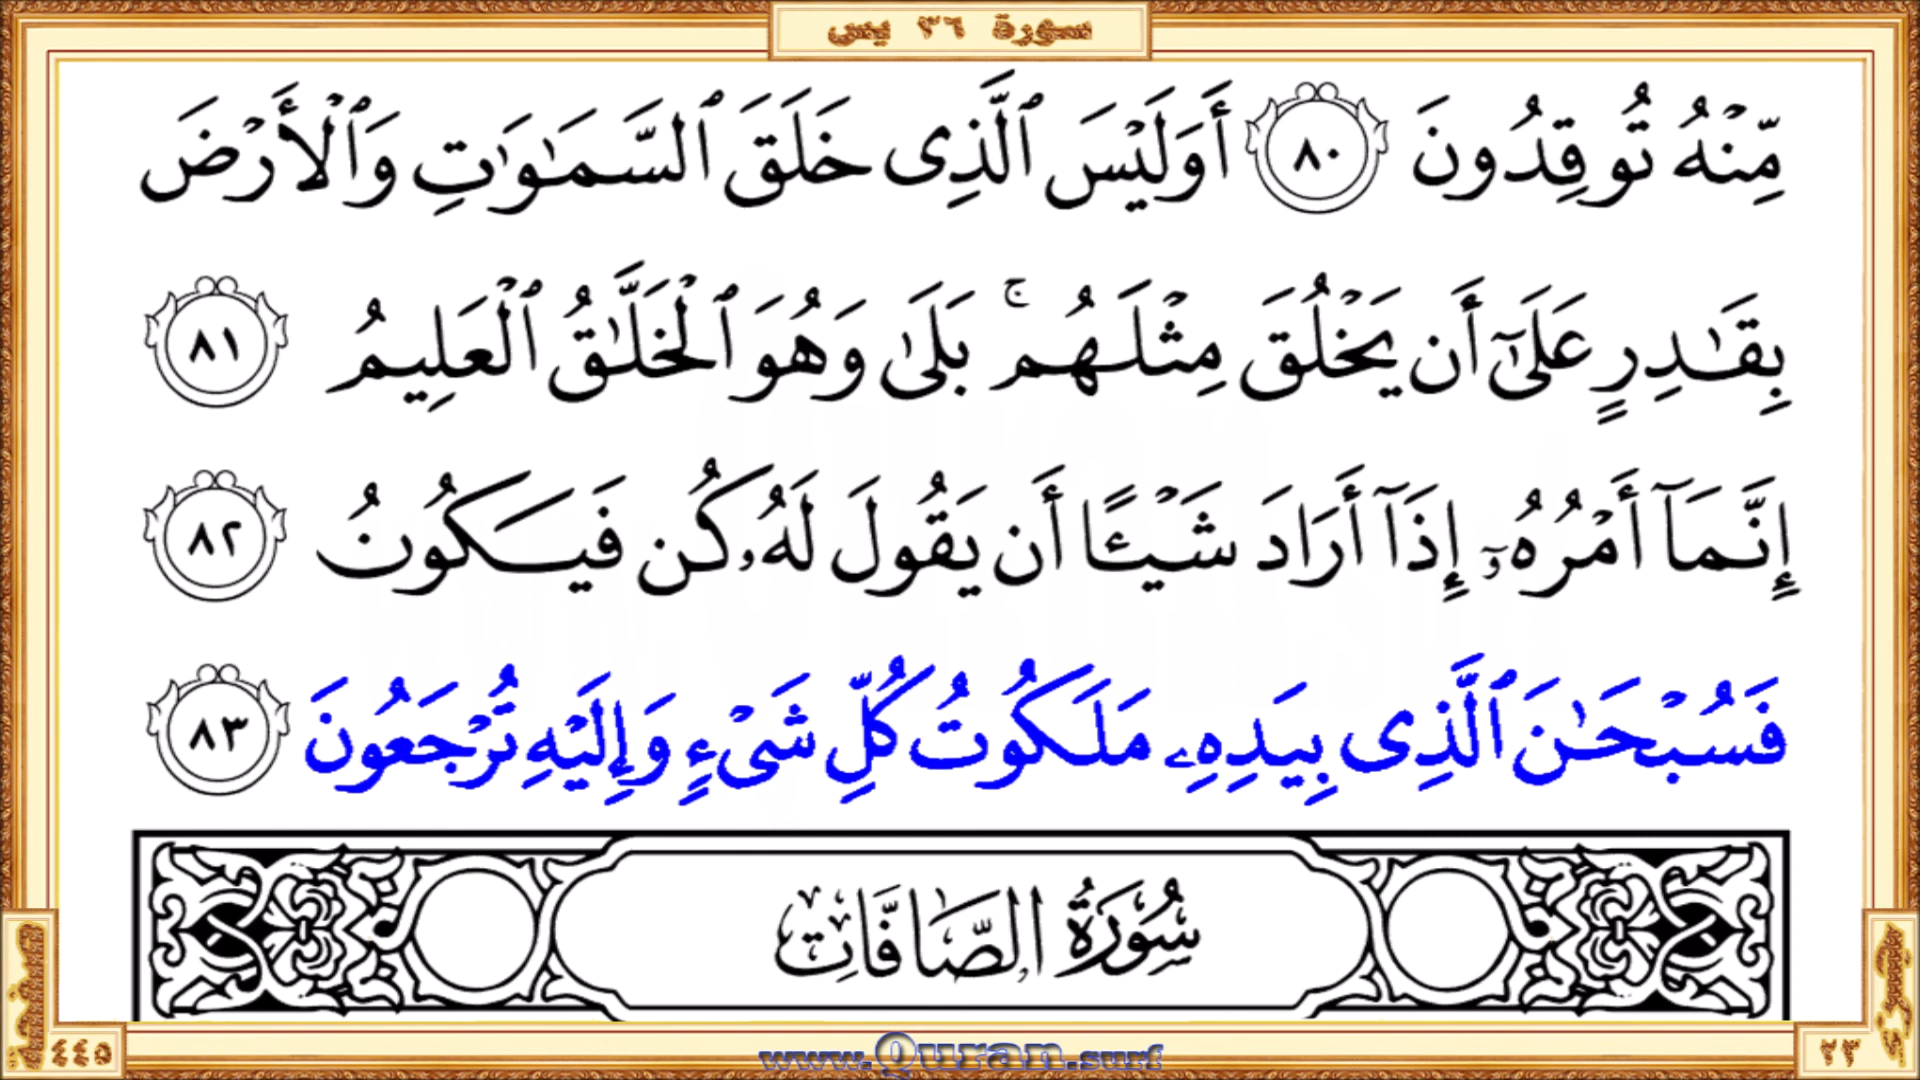 سورة ٣٦ يس
مِّنْهُ تُوقِدُونَ ٨٠ أَوَلَيْسَ ٱلَّذِى خَلَقَ ٱلسَّمَـٰوَٰتِ وَٱلْأَرْضَ
بِقَـٰدِرٍ عَلَىٰٓ أَن يَخْلُقَ مِثْلَهُم ۚ بَلَىٰ وَهُوَ ٱلْخَلَّـٰقُ ٱلْعَلِيمُ ٨١
إِنَّمَآ أَمْرُهُۥٓ إِذَآ أَرَادَ شَيْـًٔا أَن يَقُولَ لَهُۥ كُن فَيَكُونُ ٨٢
فَسُبْحَـٰنَ ٱلَّذِى بِيَدِهِۦ مَلَكُوتُ كُلِّ شَىْءٍ وَإِلَيْهِ تُرْجَعُونَ ٨٣
سُورَةُ الصَّافَّاتِ
صفحة
٤٤٥
www.Quran.surf
٢٣